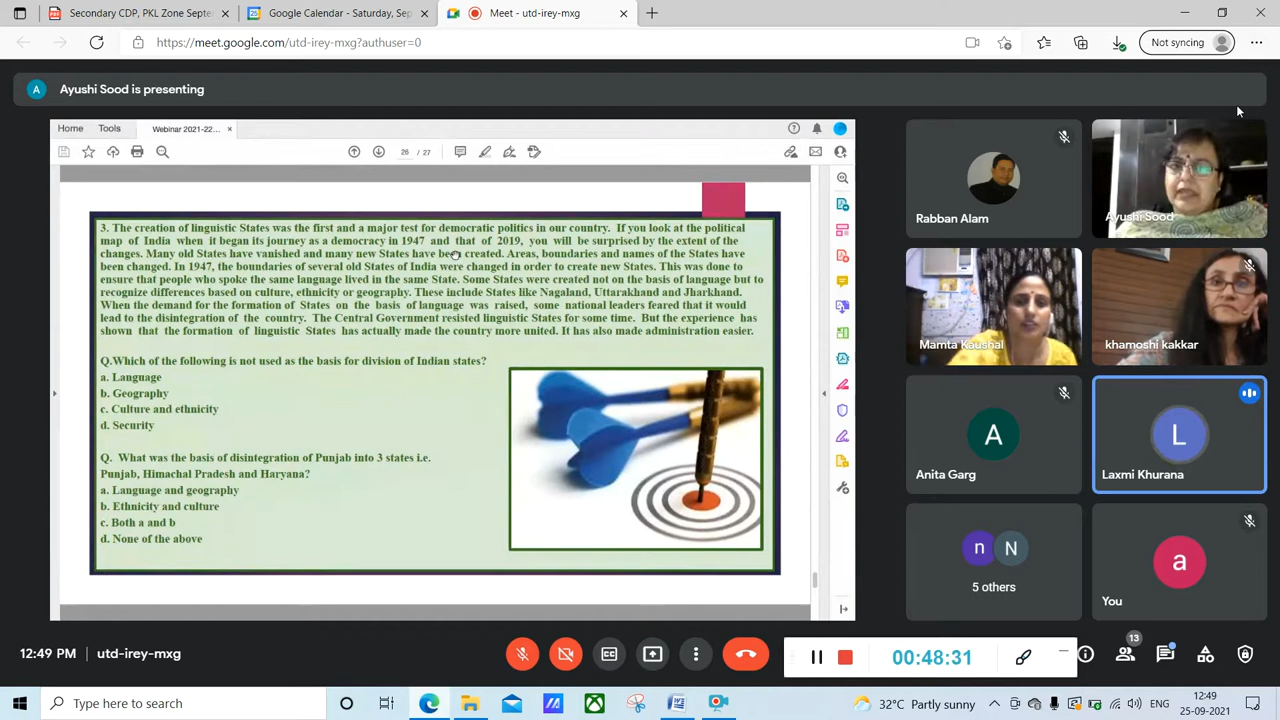 Secondary CDP, PKL Zone Septe
Google Calendar - Saturday, Sep
Meet - utd-irey-mxg
https://meet.google.com/utd-irey-mxg?authuser=0
Not syncing
A
Ayushi Sood is presenting
Home
Tools
Webinar 2021-22...
26 / 27
3. The creation of linguistic States was the first and a major test for democratic politics in our country. If you look at the political
map of India when it began its journey as a democracy in 1947 and that of 2019, you will be surprised by the extent of the
changes. Many old States have vanished and many new States have been created. Areas, boundaries and names of the States have
been changed. In 1947, the boundaries of several old States of India were changed in order to create new States. This was done to
ensure that people who spoke the same language lived in the same State. Some States were created not on the basis of language but to
recognize differences based on culture, ethnicity or geography. These include States like Nagaland, Uttarakhand and Jharkhand.
When the demand for the formation of States on the basis of language was raised, some national leaders feared that it would
lead to the disintegration of the country. The Central Government resisted linguistic States for some time. But the experience has
shown that the formation of linguistic States has actually made the country more united. It has also made administration easier.
Q.Which of the following is not used as the basis for division of Indian states?
a. Language
b. Geography
c. Culture and ethnicity
d. Security
Q. What was the basis of disintegration of Punjab into 3 states i.e.
Punjab, Himachal Pradesh and Haryana?
a. Language and geography
b. Ethnicity and culture
c. Both a and b
d. None of the above
Rabban Alam
Ayushi Sood
Mamta Kaushal
khamoshi kakkar
A
Anita Garg
L
Laxmi Khurana
n
N
5 others
a
You
12:49 PM
utd-irey-mxg
00:48:31
13
Type here to search
32°C Partly sunny
ENG
12:49
25-09-2021